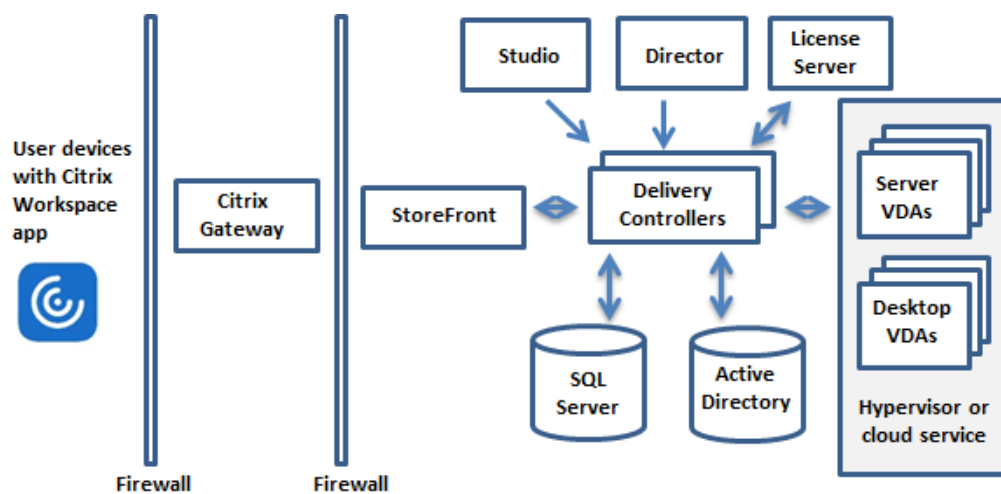 User devices
with Citrix
Workspace
app
Firewall
Citrix
Gateway
Firewall
StoreFront
Studio
Director
License
Server
Delivery
Controllers
SQL
Server
Active
Directory
Server
VDAs
Desktop
VDAs
Hypervisor or
cloud service